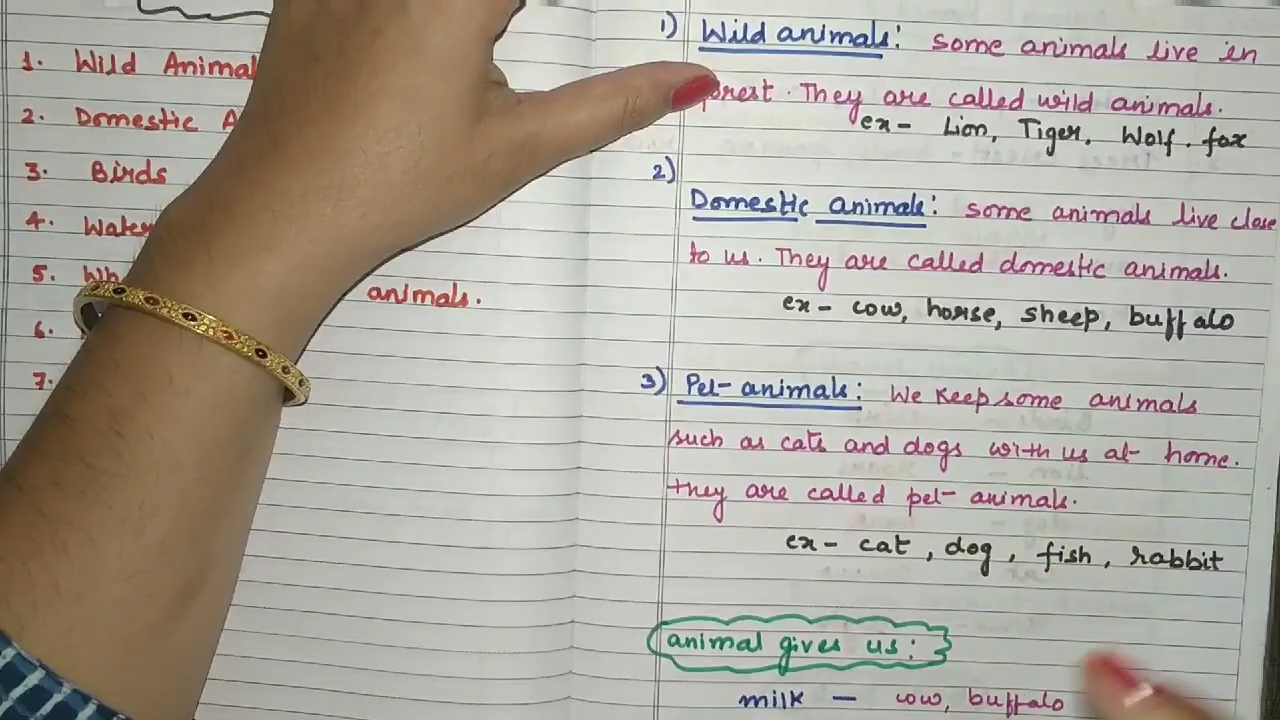 1. Wild Animal
2. Domestic A
3. Birds
4. Water
5. Wh animals.
6.
7.
1) Wild animals: some animals live in
forest. They are called wild animals.
ex- Lion, Tiger, Wolf. fox
2)
Domestic animals: some animals live close
to us. They are called domestic animals.
ex- cow, horse, sheep, buffalo
3) Pet animals: We keep some animals
such as cats and dogs with us at home.
they are called pet animals.
ex- cat, dog, fish, rabbit
animal gives us:
milk - cow, buffalo